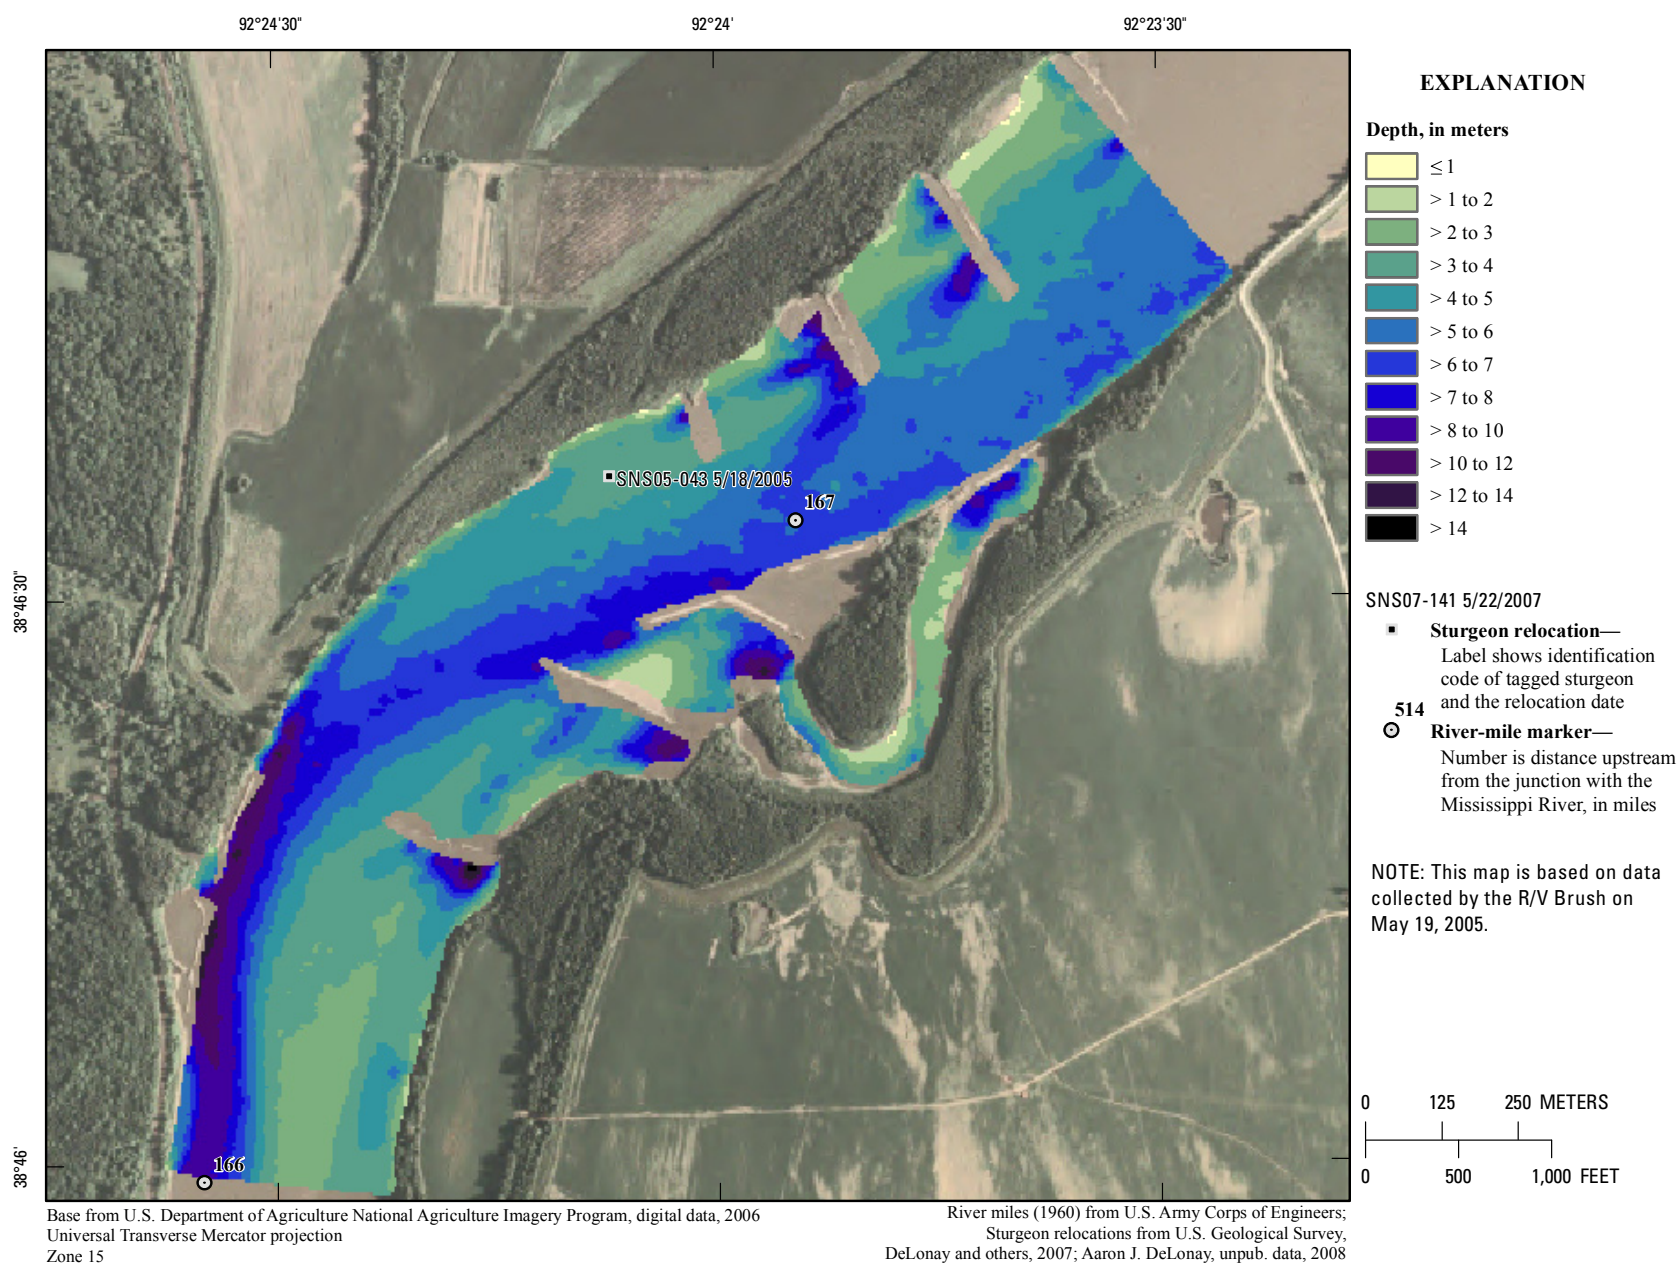 92°24'30"
92°24'
92°23'30"
38°46'30"
38°46'
SNS05-043 5/18/2005
167
166
EXPLANATION
Depth, in meters
≤ 1
> 1 to 2
> 2 to 3
> 3 to 4
> 4 to 5
> 5 to 6
> 6 to 7
> 7 to 8
> 8 to 10
> 10 to 12
> 12 to 14
> 14
SNS07-141 5/22/2007
Sturgeon relocation—
Label shows identification
code of tagged sturgeon
and the relocation date
514
River-mile marker—
Number is distance upstream
from the junction with the
Mississippi River, in miles
NOTE: This map is based on data
collected by the R/V Brush on
May 19, 2005.
0 125 250 METERS
0 500 1,000 FEET
Base from U.S. Department of Agriculture National Agriculture Imagery Program, digital data, 2006
Universal Transverse Mercator projection
Zone 15
River miles (1960) from U.S. Army Corps of Engineers;
Sturgeon relocations from U.S. Geological Survey,
DeLonay and others, 2007; Aaron J. DeLonay, unpub. data, 2008